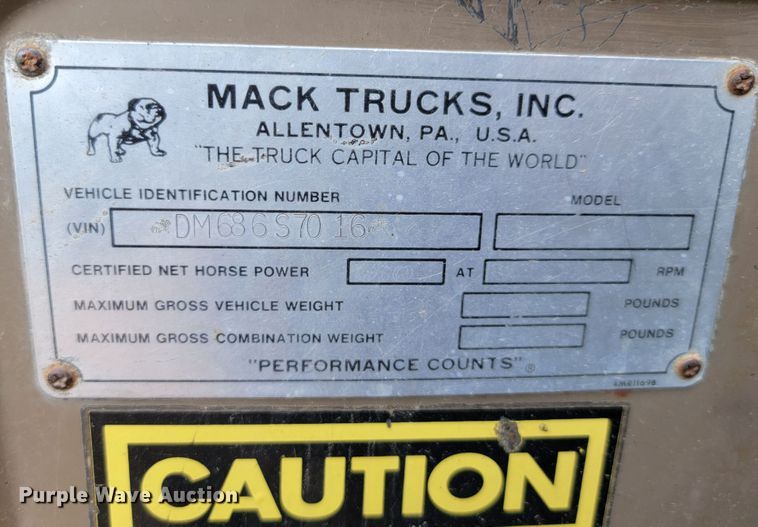 MACK TRUCKS, INC.
ALLENTOWN, PA., U.S.A.
"THE TRUCK CAPITAL OF THE WORLD"
VEHICLE IDENTIFICATION NUMBER MODEL
(VIN) *DM686S7016*
CERTIFIED NET HORSE POWER AT RPM
MAXIMUM GROSS VEHICLE WEIGHT POUNDS
MAXIMUM GROSS COMBINATION WEIGHT POUNDS
"PERFORMANCE COUNTS"®
CAUTION
Purple Wave Auction